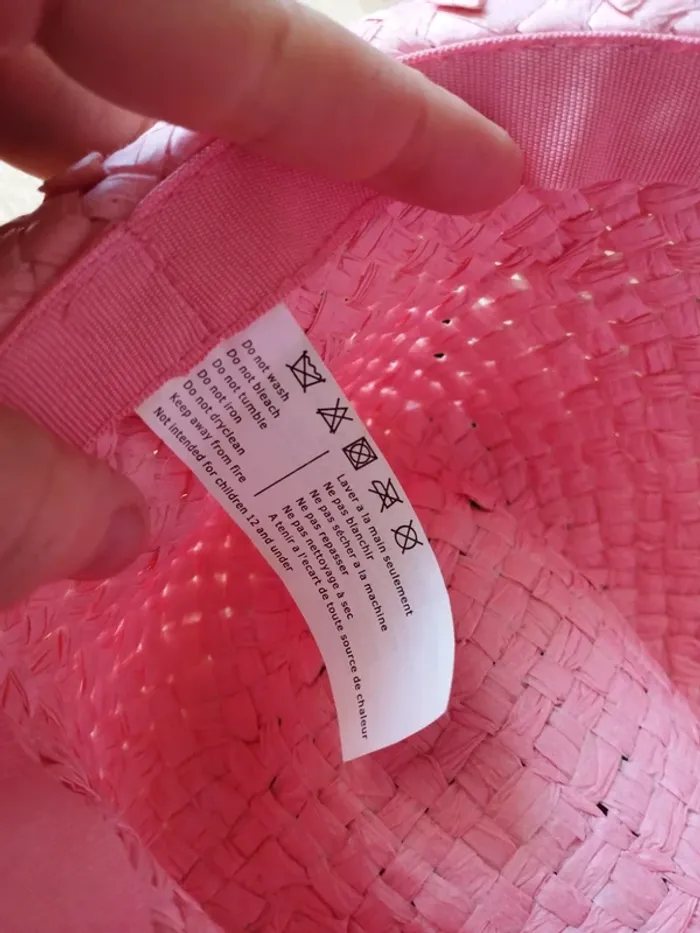 Do not wash
Do not bleach
Do not tumble
Do not iron
Do not dryclean
Keep away from fire
Not intended for children 12 and under
Laver a la main seulement
Ne pas blanchir
Ne pas sécher a la machine
Ne pas repasser
Ne pas nettoyage à sec
A tenir a l'ecart de toute source de chaleur